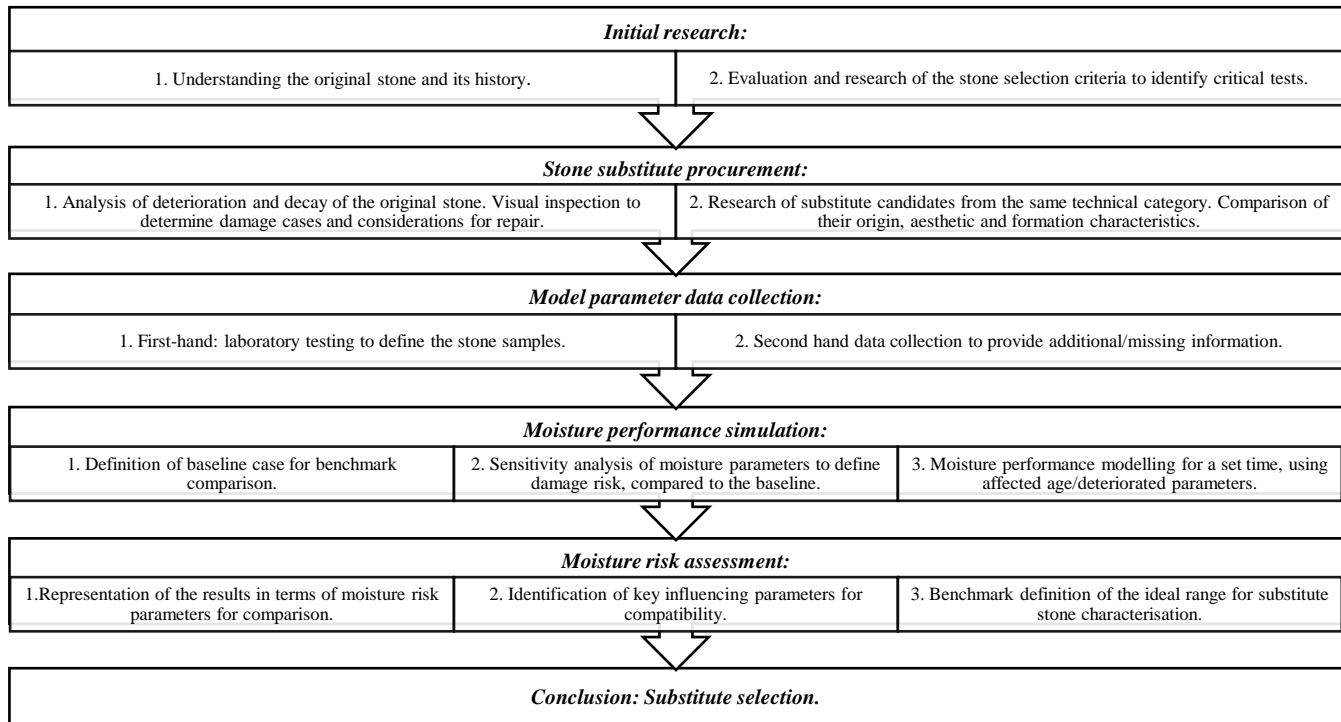 Initial research:
1. Understanding the original stone and its history.
2. Evaluation and research of the stone selection criteria to identify critical tests.
Stone substitute procurement:
1. Analysis of deterioration and decay of the original stone. Visual inspection to
determine damage cases and considerations for repair.
2. Research of substitute candidates from the same technical category. Comparison of
their origin, aesthetic and formation characteristics.
Model parameter data collection:
1. First-hand: laboratory testing to define the stone samples.
2. Second hand data collection to provide additional/missing information.
Moisture performance simulation:
1. Definition of baseline case for benchmark
comparison.
2. Sensitivity analysis of moisture parameters to define
damage risk, compared to the baseline.
3. Moisture performance modelling for a set time, using
affected age/deteriorated parameters.
Moisture risk assessment:
1.Representation of the results in terms of moisture risk
parameters for comparison.
2. Identification of key influencing parameters for
compatibility.
3. Benchmark definition of the ideal range for substitute
stone characterisation.
Conclusion: Substitute selection.